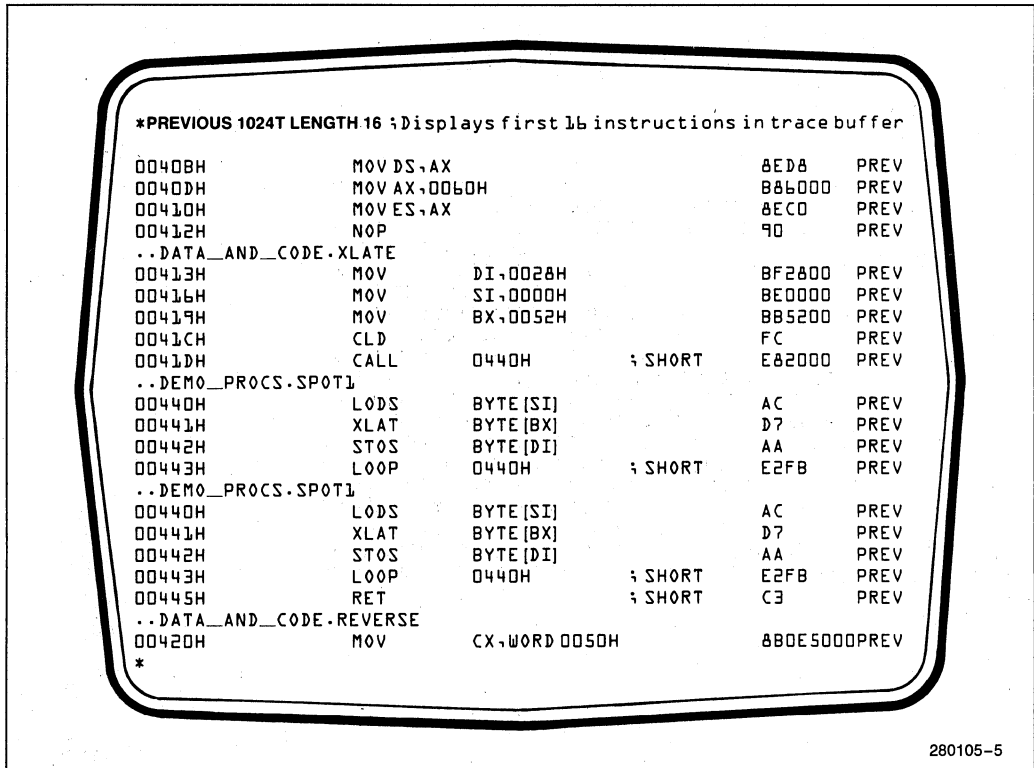 *PREVIOUS 1024T LENGTH 16 ;Displays first 16 instructions in trace buffer
0040BH MOV DS,AX 8ED8 PREV
0040DH MOV AX,0060H B86000 PREV
00410H MOV ES,AX 8EC0 PREV
00412H NOP 90 PREV
..DATA__AND__CODE.XLATE
00413H MOV DI,0028H BF2800 PREV
00416H MOV SI,0000H BE0000 PREV
00419H MOV BX,0052H BB5200 PREV
0041CH CLD FC PREV
0041DH CALL 0440H ; SHORT E82000 PREV
..DEMO__PROCS.SPOT1
00440H LODS BYTE [SI] AC PREV
00441H XLAT BYTE [BX] D7 PREV
00442H STOS BYTE [DI] AA PREV
00443H LOOP 0440H ; SHORT E2FB PREV
..DEMO__PROCS.SPOT1
00440H LODS BYTE [SI] AC PREV
00441H XLAT BYTE [BX] D7 PREV
00442H STOS BYTE [DI] AA PREV
00443H LOOP 0440H ; SHORT E2FB PREV
00445H RET ; SHORT C3 PREV
..DATA__AND__CODE.REVERSE
00420H MOV CX,WORD 0050H 8B0E5000PREV
*
280105-5